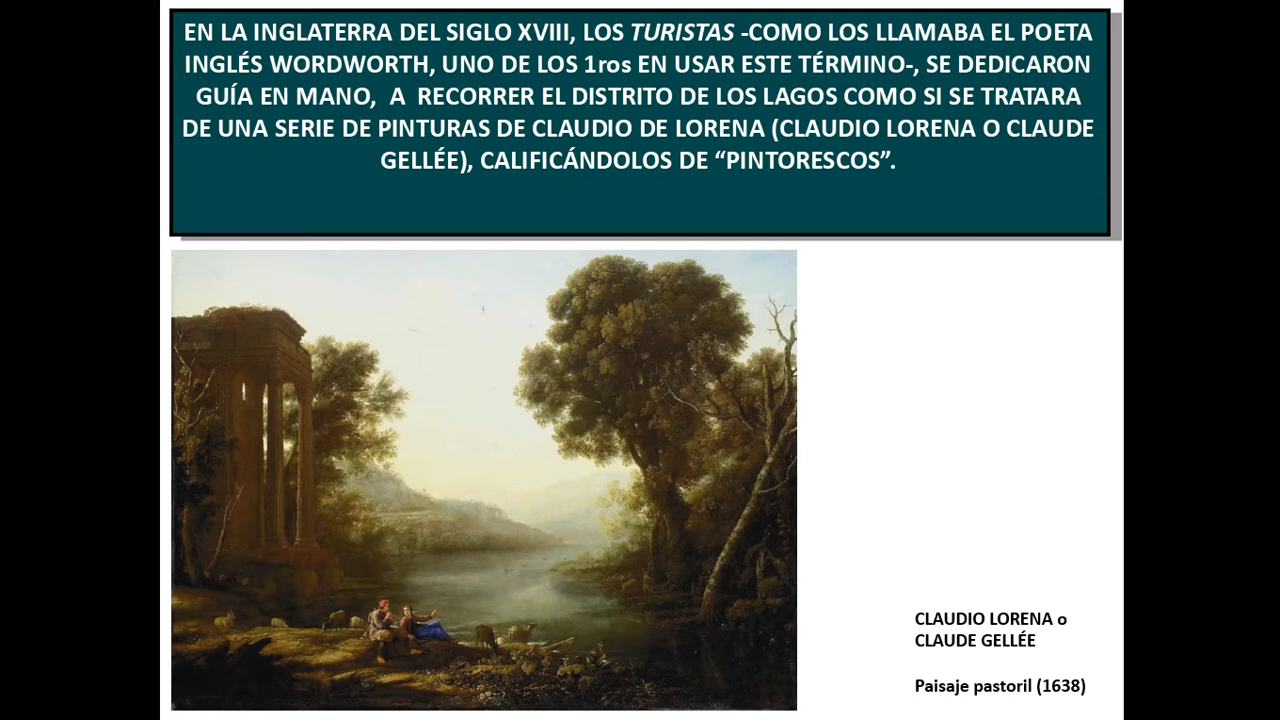 EN LA INGLATERRA DEL SIGLO XVIII, LOS TURISTAS -COMO LOS LLAMABA EL POETA
INGLÉS WORDWORTH, UNO DE LOS 1ros EN USAR ESTE TÉRMINO-, SE DEDICARON
GUÍA EN MANO, A RECORRER EL DISTRITO DE LOS LAGOS COMO SI SE TRATARA
DE UNA SERIE DE PINTURAS DE CLAUDIO DE LORENA (CLAUDIO LORENA O CLAUDE
GELLÉE), CALIFICÁNDOLOS DE “PINTORESCOS”.
CLAUDIO LORENA o
CLAUDE GELLÉE
Paisaje pastoril (1638)